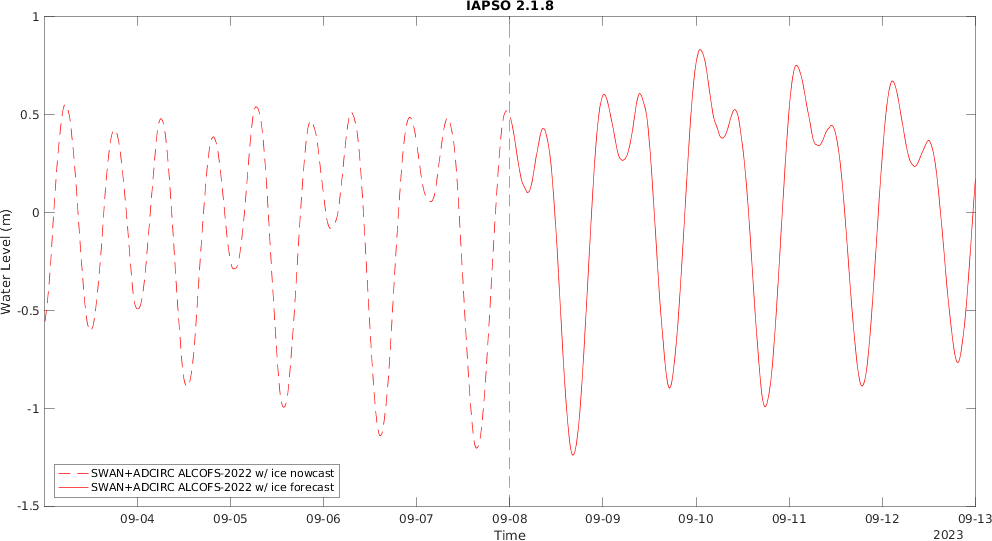 IAPSO 2.1.8
1
0.5
0
-0.5
-1
-1.5
Water Level (m)
SWAN+ADCIRC ALCOFS-2022 w/ ice nowcast
SWAN+ADCIRC ALCOFS-2022 w/ ice forecast
09-04 09-05 09-06 09-07 09-08 09-09 09-10 09-11 09-12 09-13
Time
2023